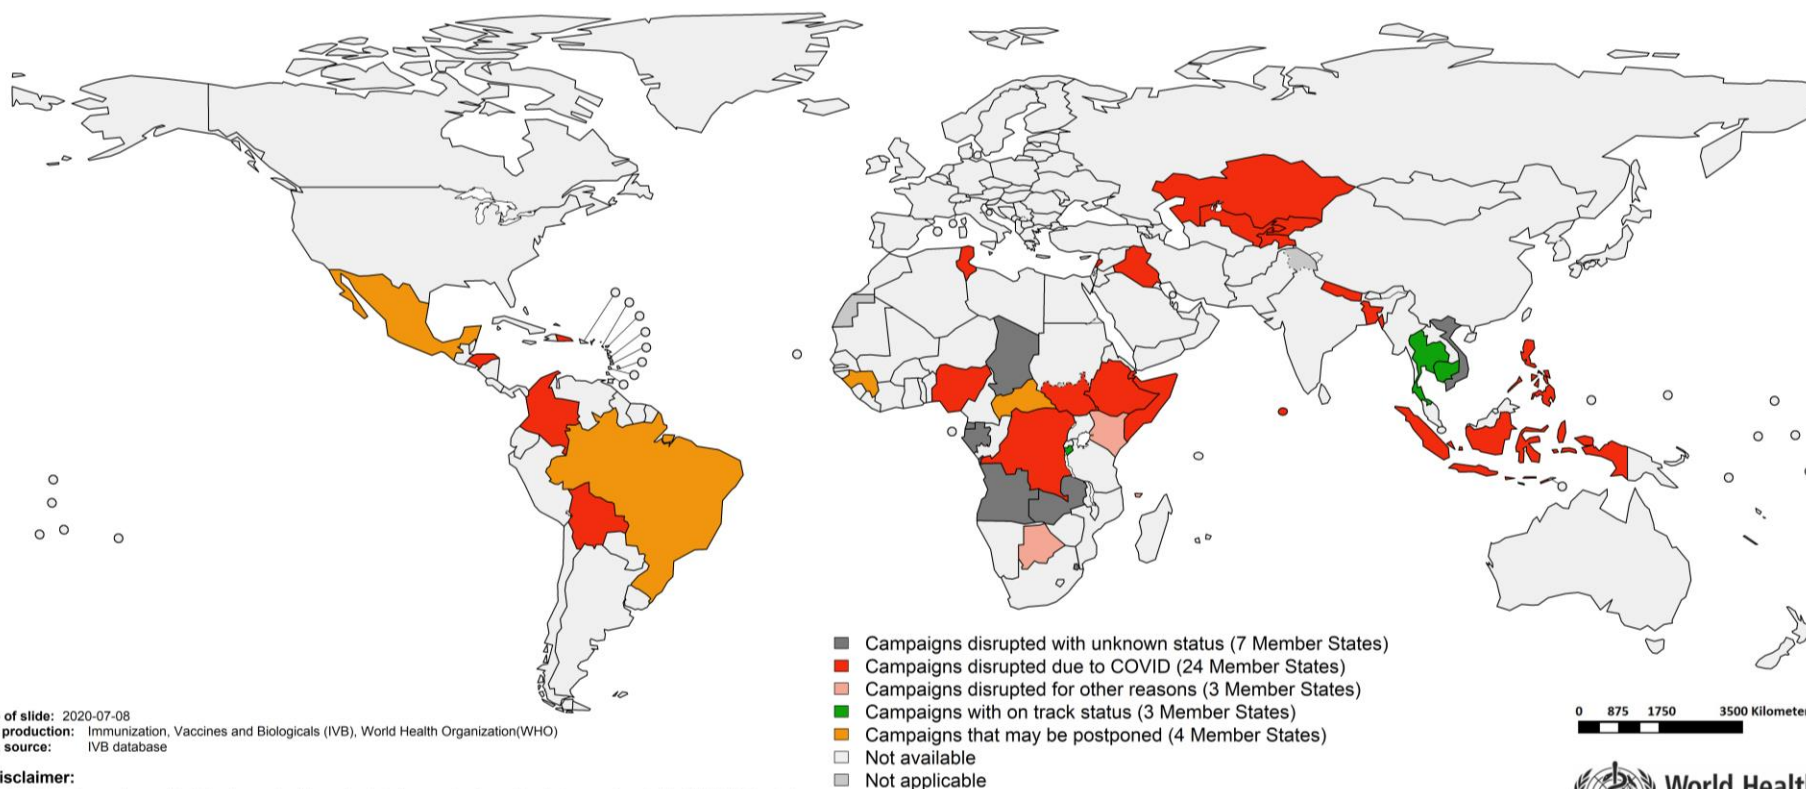 Campaigns disrupted with unknown status (7 Member States)
Campaigns disrupted due to COVID (24 Member States)
Campaigns disrupted for other reasons (3 Member States)
Campaigns with on track status (3 Member States)
Campaigns that may be postponed (4 Member States)
Not available
Not applicable
of slide: 2020-07-08
production: Immunization, Vaccines and Biologicals (IVB), World Health Organization(WHO)
source: IVB database
isclaimer:
0 875 1750 3500 Kilomete
World Healt